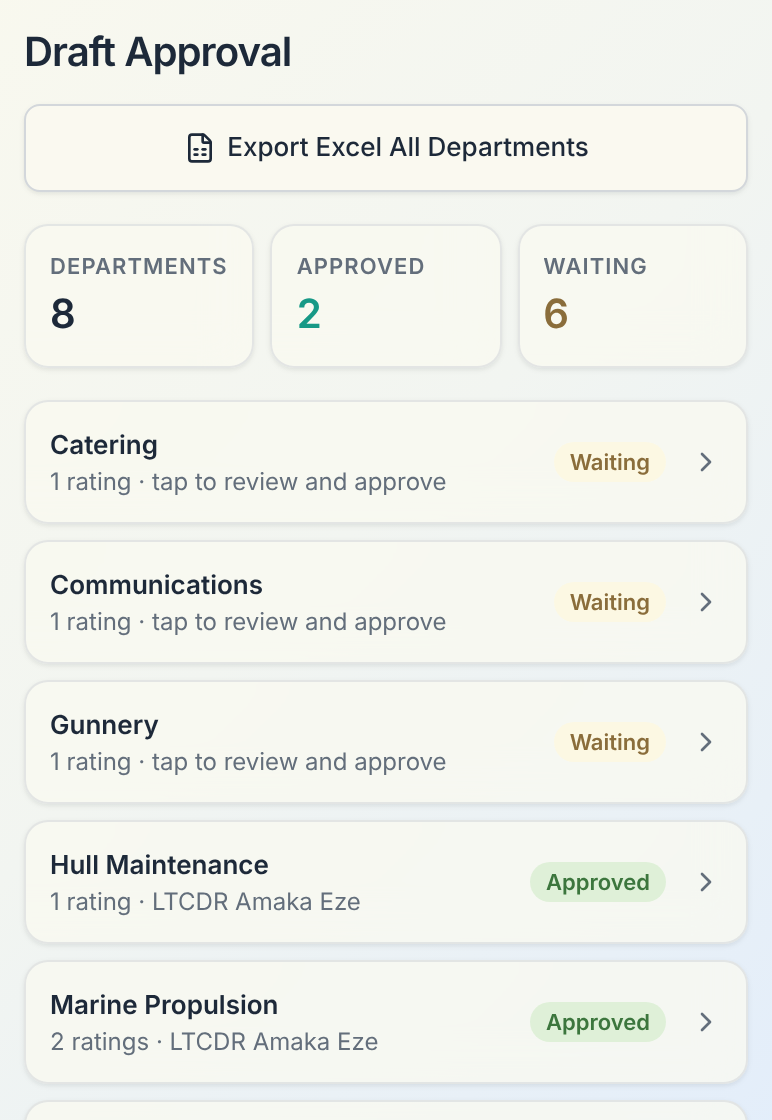 Draft Approval
Export Excel All Departments
DEPARTMENTS
8
APPROVED
2
WAITING
6
Catering
1 rating · tap to review and approve
Waiting
Communications
1 rating · tap to review and approve
Waiting
Gunnery
1 rating · tap to review and approve
Waiting
Hull Maintenance
1 rating · LTCDR Amaka Eze
Approved
Marine Propulsion
2 ratings · LTCDR Amaka Eze
Approved